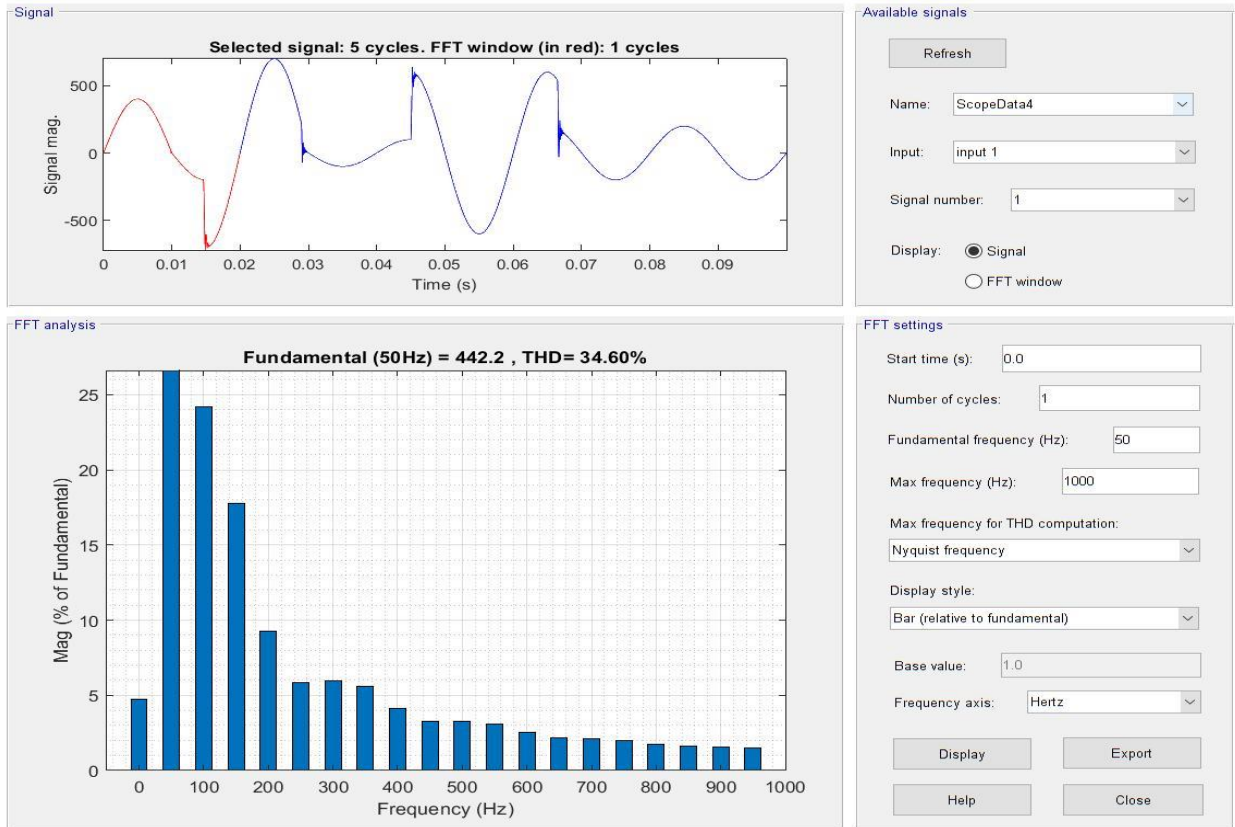 Signal
Selected signal: 5 cycles. FFT window (in red): 1 cycles
Signal mag.
500
0
-500
0 0.01 0.02 0.03 0.04 0.05 0.06 0.07 0.08 0.09
Time (s)
Available signals
Refresh
Name: ScopeData4
Input: input 1
Signal number: 1
Display: Signal
FFT window
FFT analysis
Fundamental (50Hz) = 442.2 , THD= 34.60%
Mag (% of Fundamental)
25
20
15
10
5
0
0 100 200 300 400 500 600 700 800 900 1000
Frequency (Hz)
FFT settings
Start time (s): 0.0
Number of cycles: 1
Fundamental frequency (Hz): 50
Max frequency (Hz): 1000
Max frequency for THD computation:
Nyquist frequency
Display style:
Bar (relative to fundamental)
Base value: 1.0
Frequency axis: Hertz
Display Export
Help Close